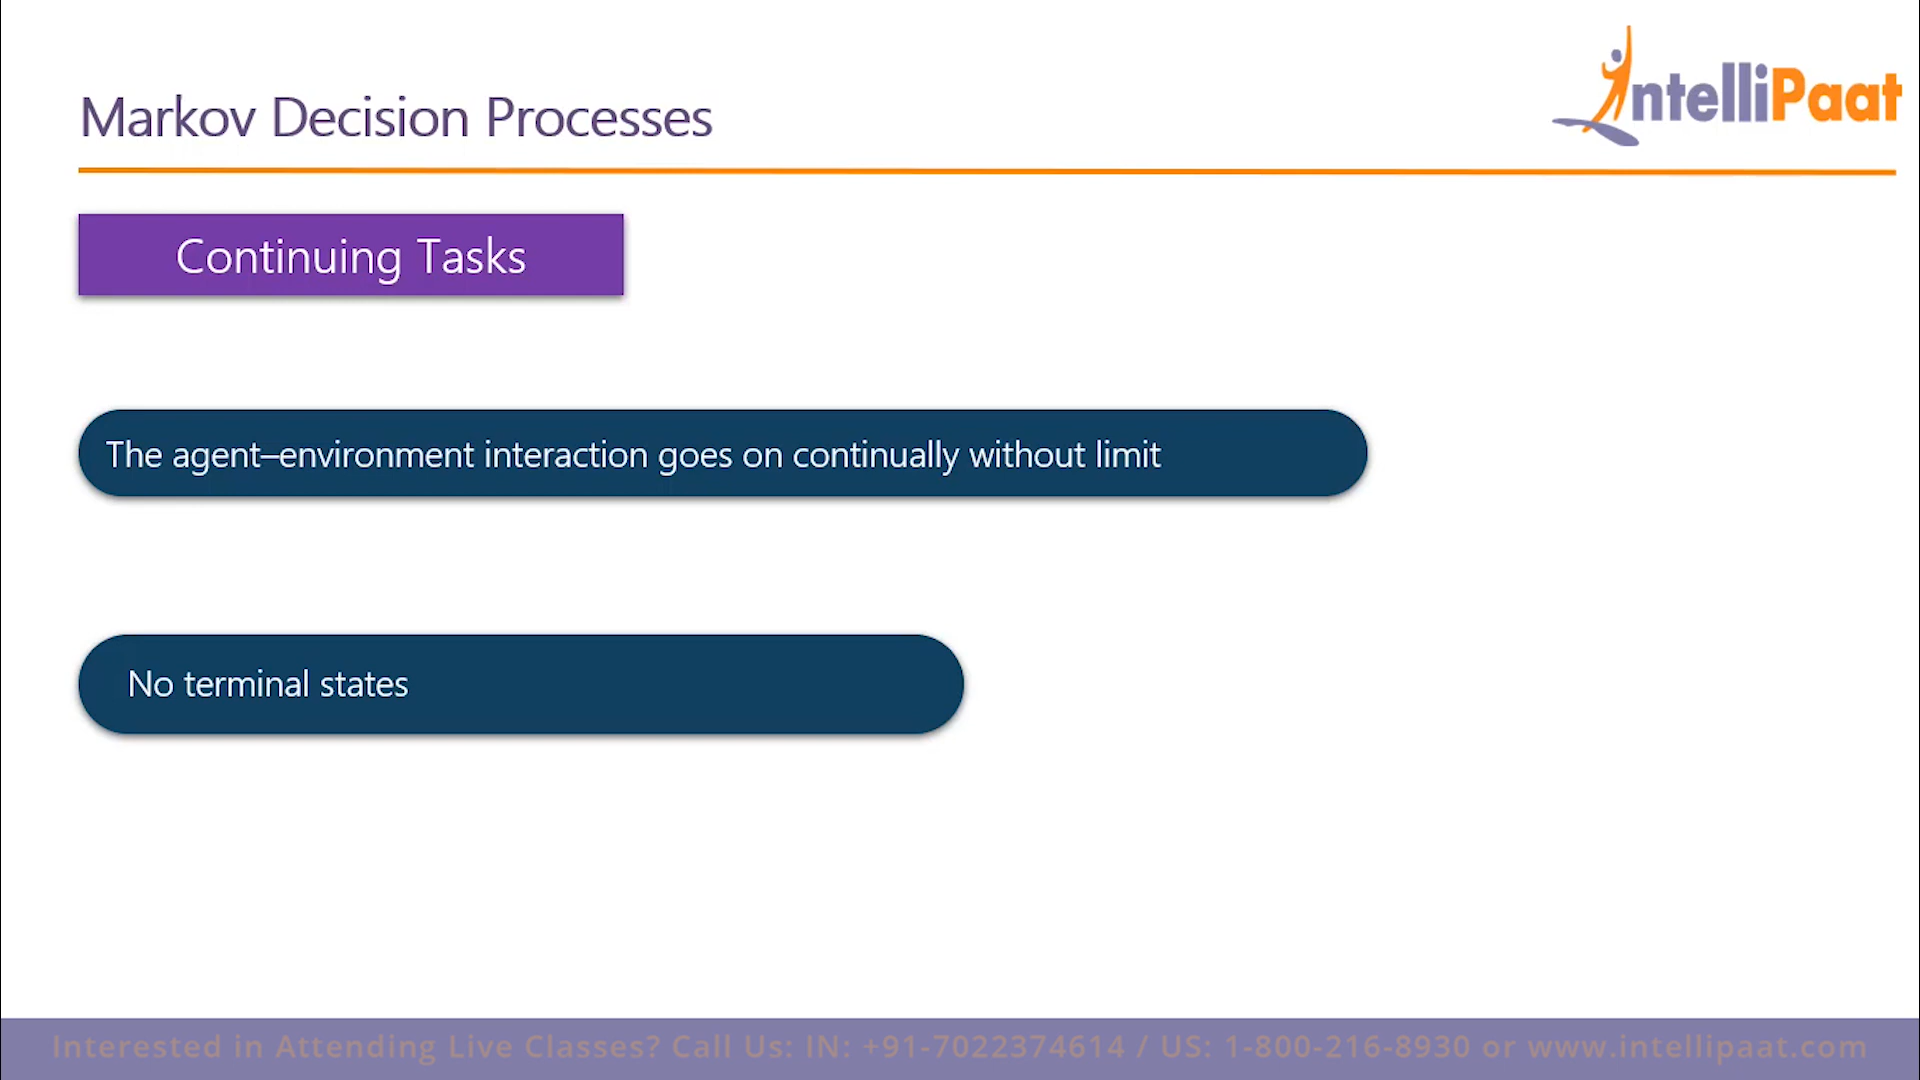 IntelliPaat
Markov Decision Processes
Continuing Tasks
The agent–environment interaction goes on continually without limit
No terminal states
Interested in Attending Live Classes? Call Us: IN: +91-7022374614 / US: 1-800-216-8930 or www.intellipaat.com